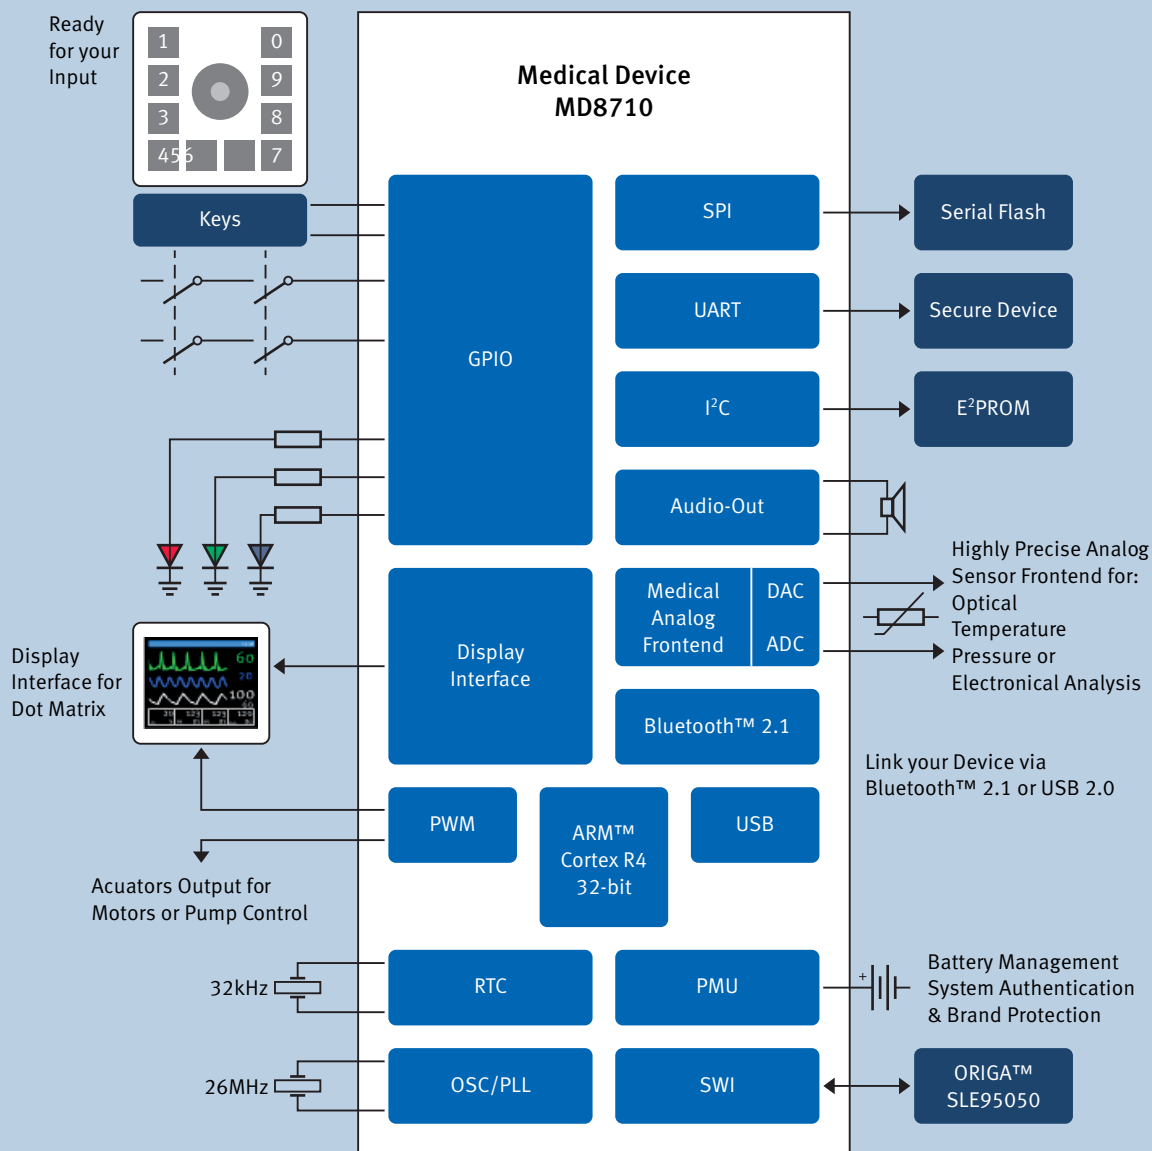 Ready
for your
Input
1
0
2
9
3
8
456
7
Keys
Medical Device
MD8710
GPIO
SPI
Serial Flash
UART
Secure Device
I²C
E²PROM
Audio-Out
Medical
Analog
Frontend
DAC
ADC
Highly Precise Analog
Sensor Frontend for:
Optical
Temperature
Pressure or
Electronical Analysis
Display
Interface for
Dot Matrix
60
20
100
60
Display
Interface
Bluetooth™ 2.1
Link your Device via
Bluetooth™ 2.1 or USB 2.0
PWM
ARM™
Cortex R4
32-bit
USB
Acuators Output for
Motors or Pump Control
32kHz
RTC
PMU
+
Battery Management
System Authentication
& Brand Protection
26MHz
OSC/PLL
SWI
ORIGA™
SLE95050